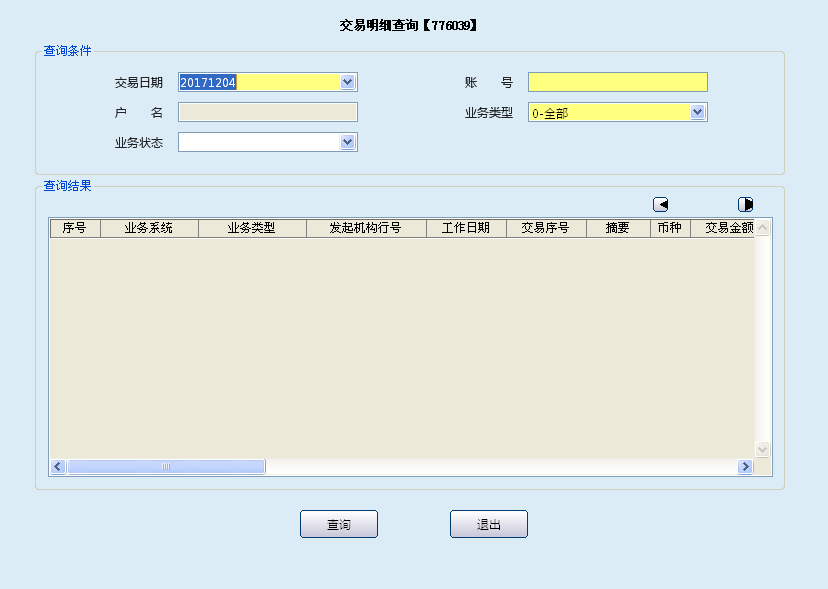 交易明细查询【776039】
查询条件
交易日期 20171204 账 号
户 名 业务类型 0-全部
业务状态
查询结果
序号 业务系统 业务类型 发起机构行号 工作日期 交易序号 摘要 币种 交易金额
查询 退出